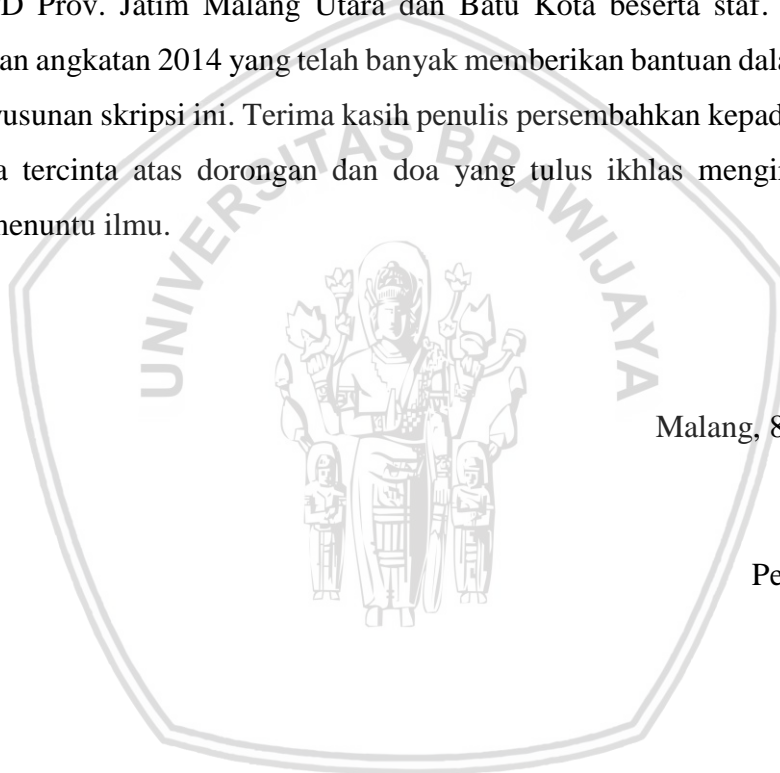 D Prov. Jatim Malang Utara dan Batu Kota beserta staf.
an angkatan 2014 yang telah banyak memberikan bantuan dala
usunan skripsi ini. Terima kasih penulis persembahkan kepad
a tercinta atas dorongan dan doa yang tulus ikhlas mengi
menuntu ilmu.
UNIVERSITAS BRAWIJAYA
Malang, 8
Pe